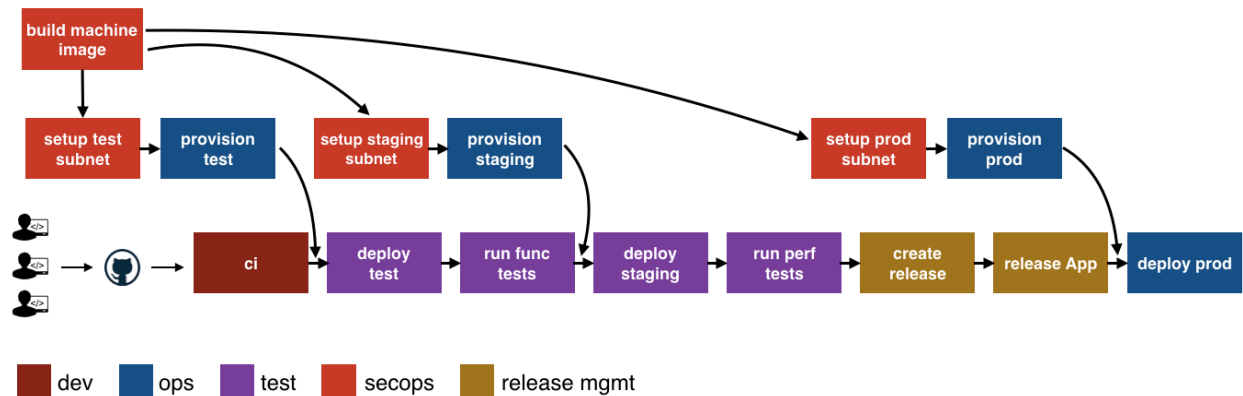 build machine
image
setup test
subnet
provision
test
setup staging
subnet
provision
staging
setup prod
subnet
provision
prod
</>
</>
</>
ci
deploy
test
run func
tests
deploy
staging
run perf
tests
create
release
release App
deploy prod
dev
ops
test
secops
release mgmt